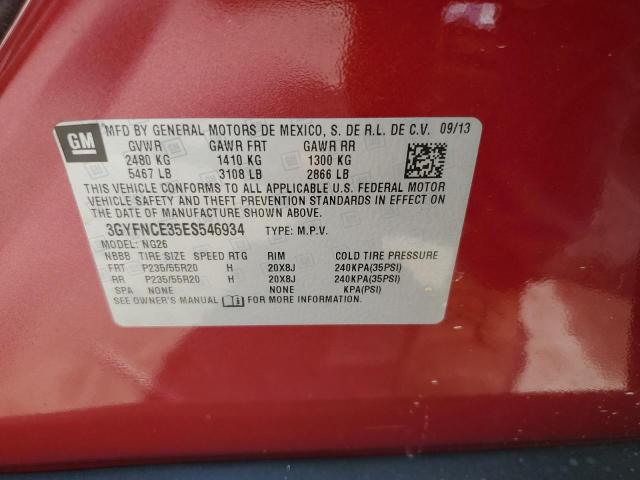 GM
MFD BY GENERAL MOTORS DE MEXICO, S. DE R.L. DE C.V. 09/13
GVWR GAWR FRT GAWR RR
2480 KG 1410 KG 1300 KG
5467 LB 3108 LB 2866 LB
THIS VEHICLE CONFORMS TO ALL APPLICABLE U.S. FEDERAL MOTOR
VEHICLE SAFETY AND THEFT PREVENTION STANDARDS IN EFFECT ON
THE DATE OF MANUFACTURE SHOWN ABOVE.
3GYFNCE35ES546934 TYPE: M.P.V.
MODEL: NG26
NBBB TIRE SIZE SPEED RTG RIM COLD TIRE PRESSURE
FRT P235/55R20 H 20X8J 240KPA(35PSI)
RR P235/55R20 H 20X8J 240KPA(35PSI)
SPA NONE NONE KPA(PSI)
SEE OWNER'S MANUAL FOR MORE INFORMATION.